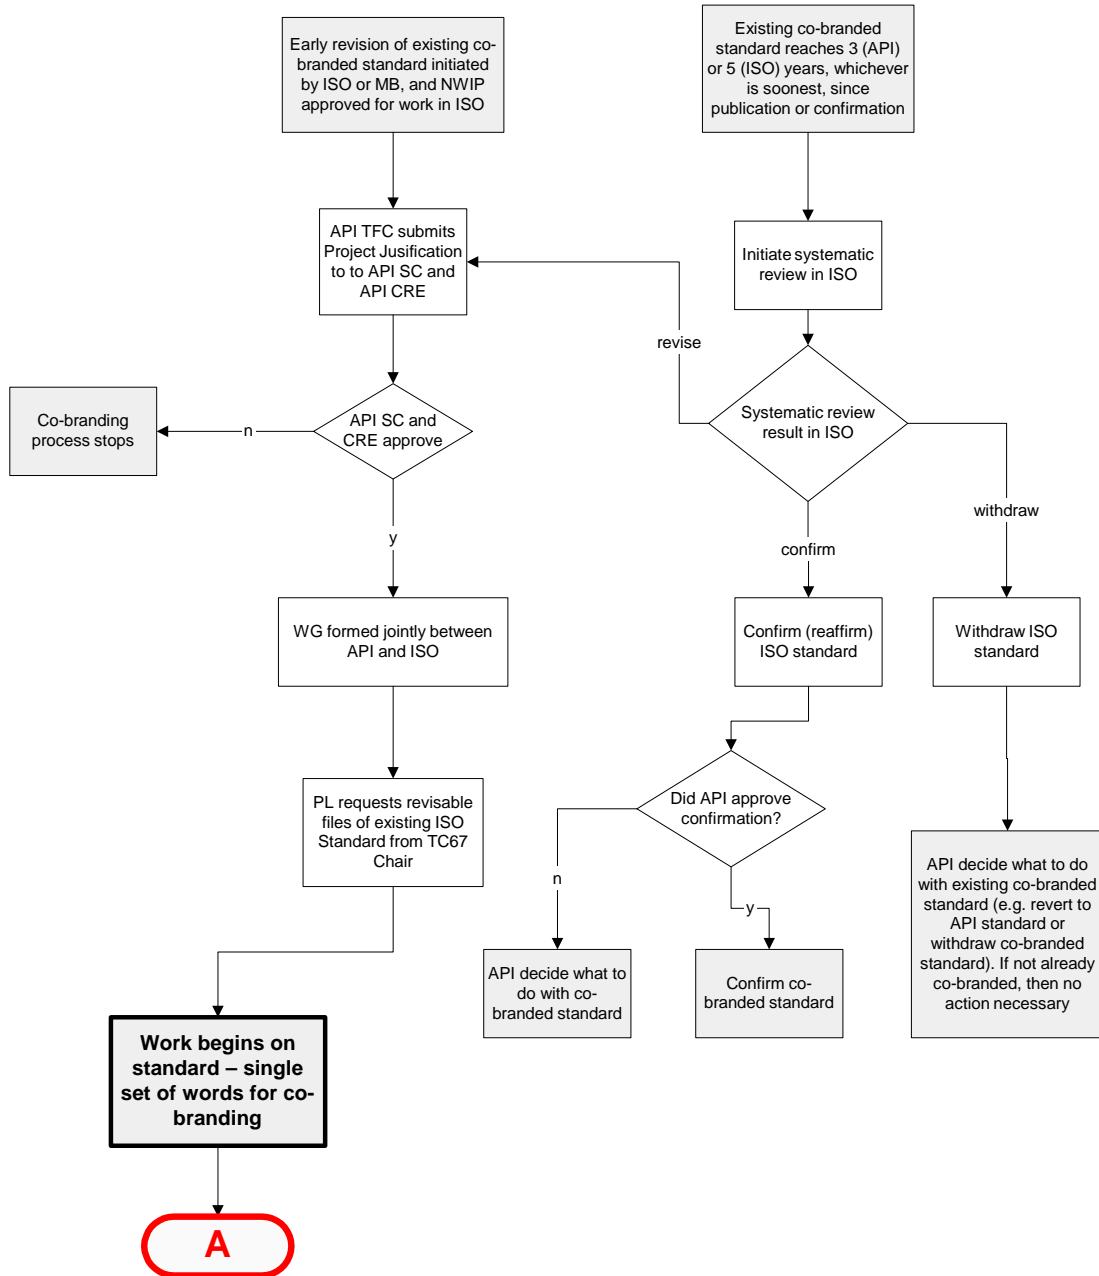 Early revision of existing co-
branded standard initiated
by ISO or MB, and NWIP
approved for work in ISO
Existing co-branded
standard reaches 3 (API)
or 5 (ISO) years, whichever
is soonest, since
publication or confirmation
API TFC submits
Project Jusification
to to API SC and
API CRE
Initiate systematic
review in ISO
revise
Co-branding
process stops
n
API SC and
CRE approve
Systematic review
result in ISO
withdraw
y
confirm
WG formed jointly between
API and ISO
Confirm (reaffirm)
ISO standard
Withdraw ISO
standard
PL requests revisable
files of existing ISO
Standard from TC67
Chair
Did API approve
confirmation?
n
y
API decide what to do
with existing co-branded
standard (e.g. revert to
API standard or
withdraw co-branded
standard). If not already
co-branded, then no
action necessary
API decide what to
do with co-
branded standard
Confirm co-
branded standard
Work begins on
standard – single
set of words for co-
branding
A